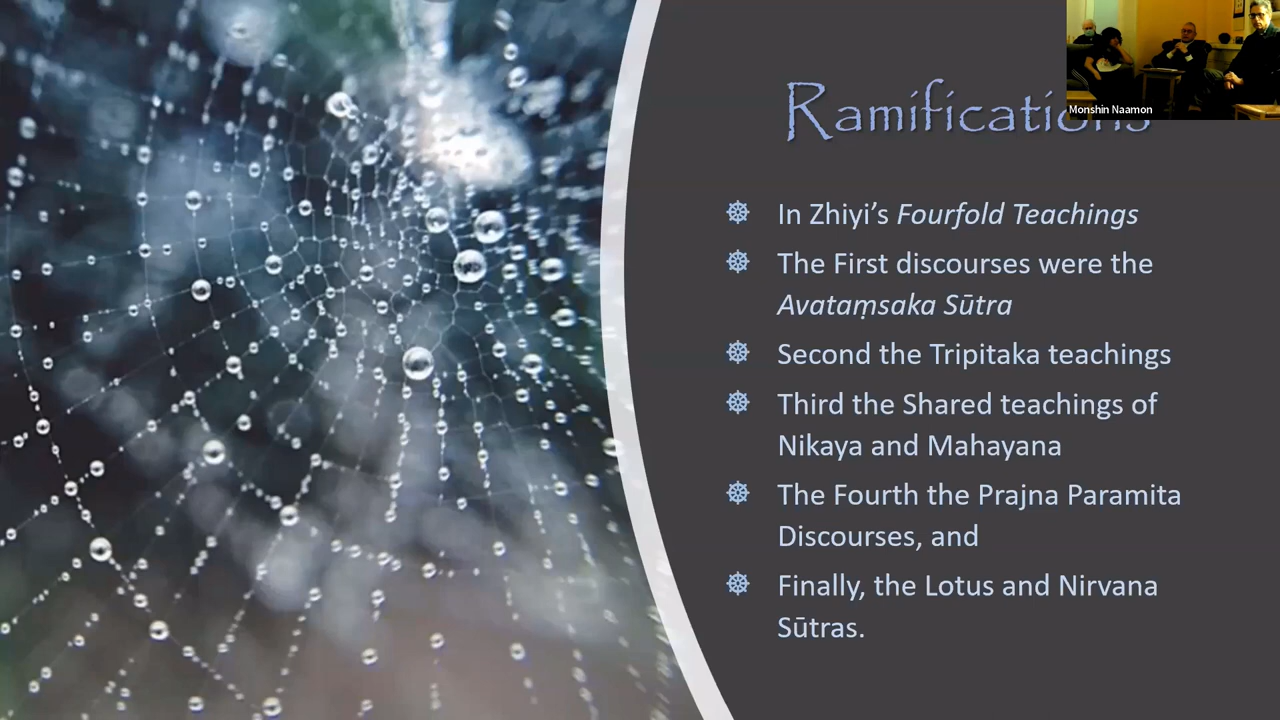 Ramifications
Monshin Naamon
In Zhiyi’s Fourfold Teachings
The First discourses were the
Avataṃsaka Sūtra
Second the Tripitaka teachings
Third the Shared teachings of
Nikaya and Mahayana
The Fourth the Prajna Paramita
Discourses, and
Finally, the Lotus and Nirvana
Sūtras.